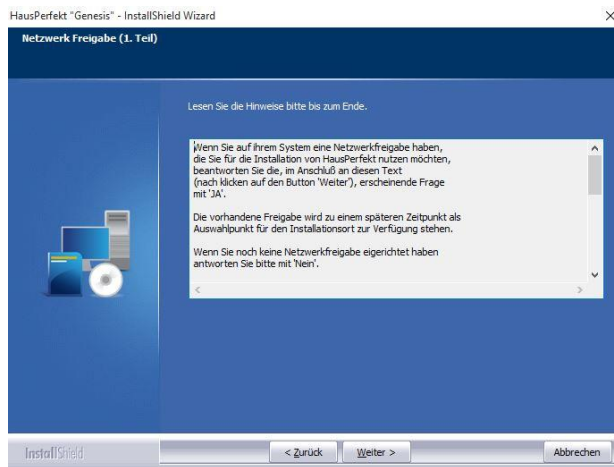 HausPerfekt "Genesis" - InstallShield Wizard
Netzwerk Freigabe (1. Teil)
Lesen Sie die Hinweise bitte bis zum Ende.
Wenn Sie auf ihrem System eine Netzwerkfreigabe haben,
die Sie für die Installation von HausPerfekt nutzen möchten,
beantworten Sie die, im Anschluß an diesen Text
(nach klicken auf den Button 'Weiter'), erscheinende Frage
mit 'JA'.
Die vorhandene Freigabe wird zu einem späteren Zeitpunkt als
Auswahlpunkt für den Installationsort zur Verfügung stehen.
Wenn Sie noch keine Netzwerkfreigabe eigerichtet haben
antworten Sie bitte mit 'Nein'.
InstallShield
< Zurück
Weiter >
Abbrechen